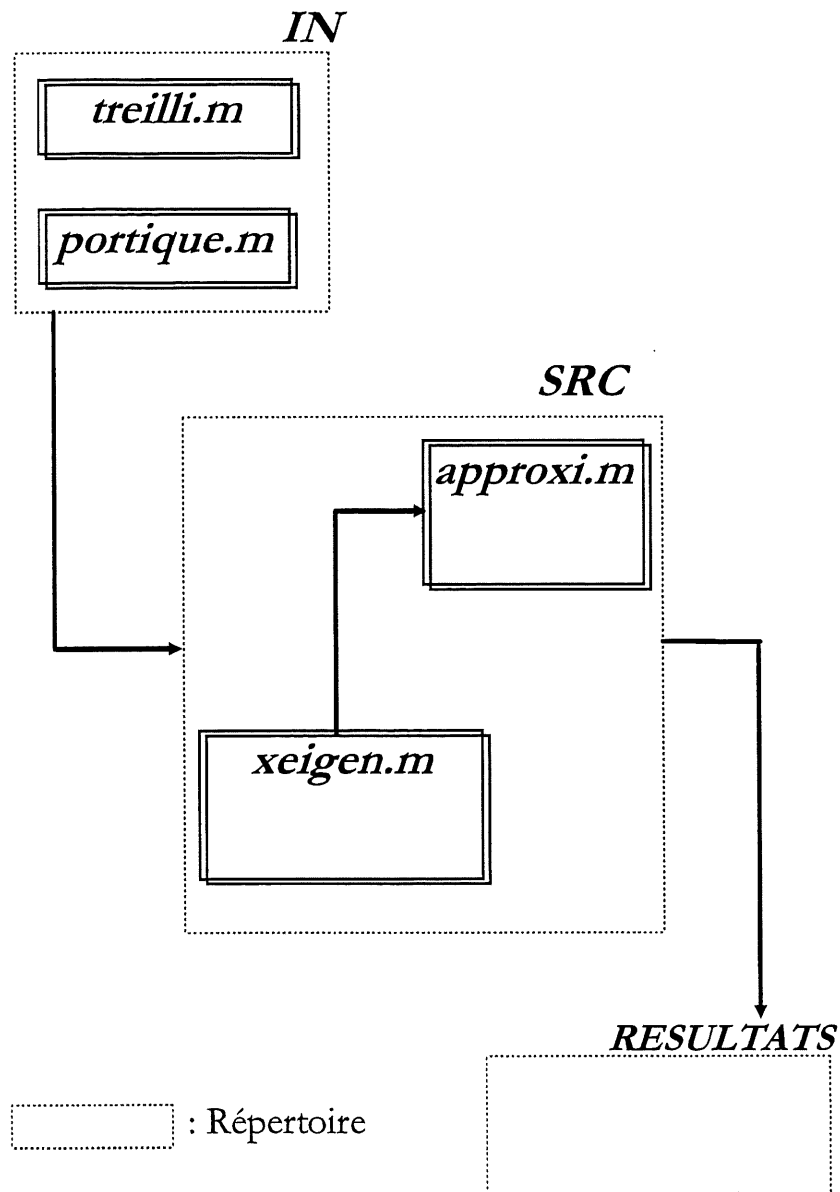 IN
treilli.m
portique.m
SRC
approxi.m
xeigen.m
RESULTATS
: Répertoire